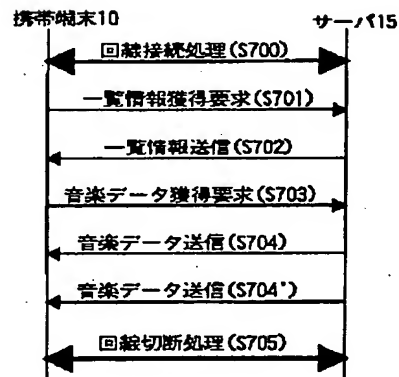 携帯端末10
サーバ15
回線接続処理(S700)
一覧情報獲得要求(S701)
一覧情報送信(S702)
音楽データ獲得要求(S703)
音楽データ送信(S704)
音楽データ送信(S704')
回線切断処理(S705)